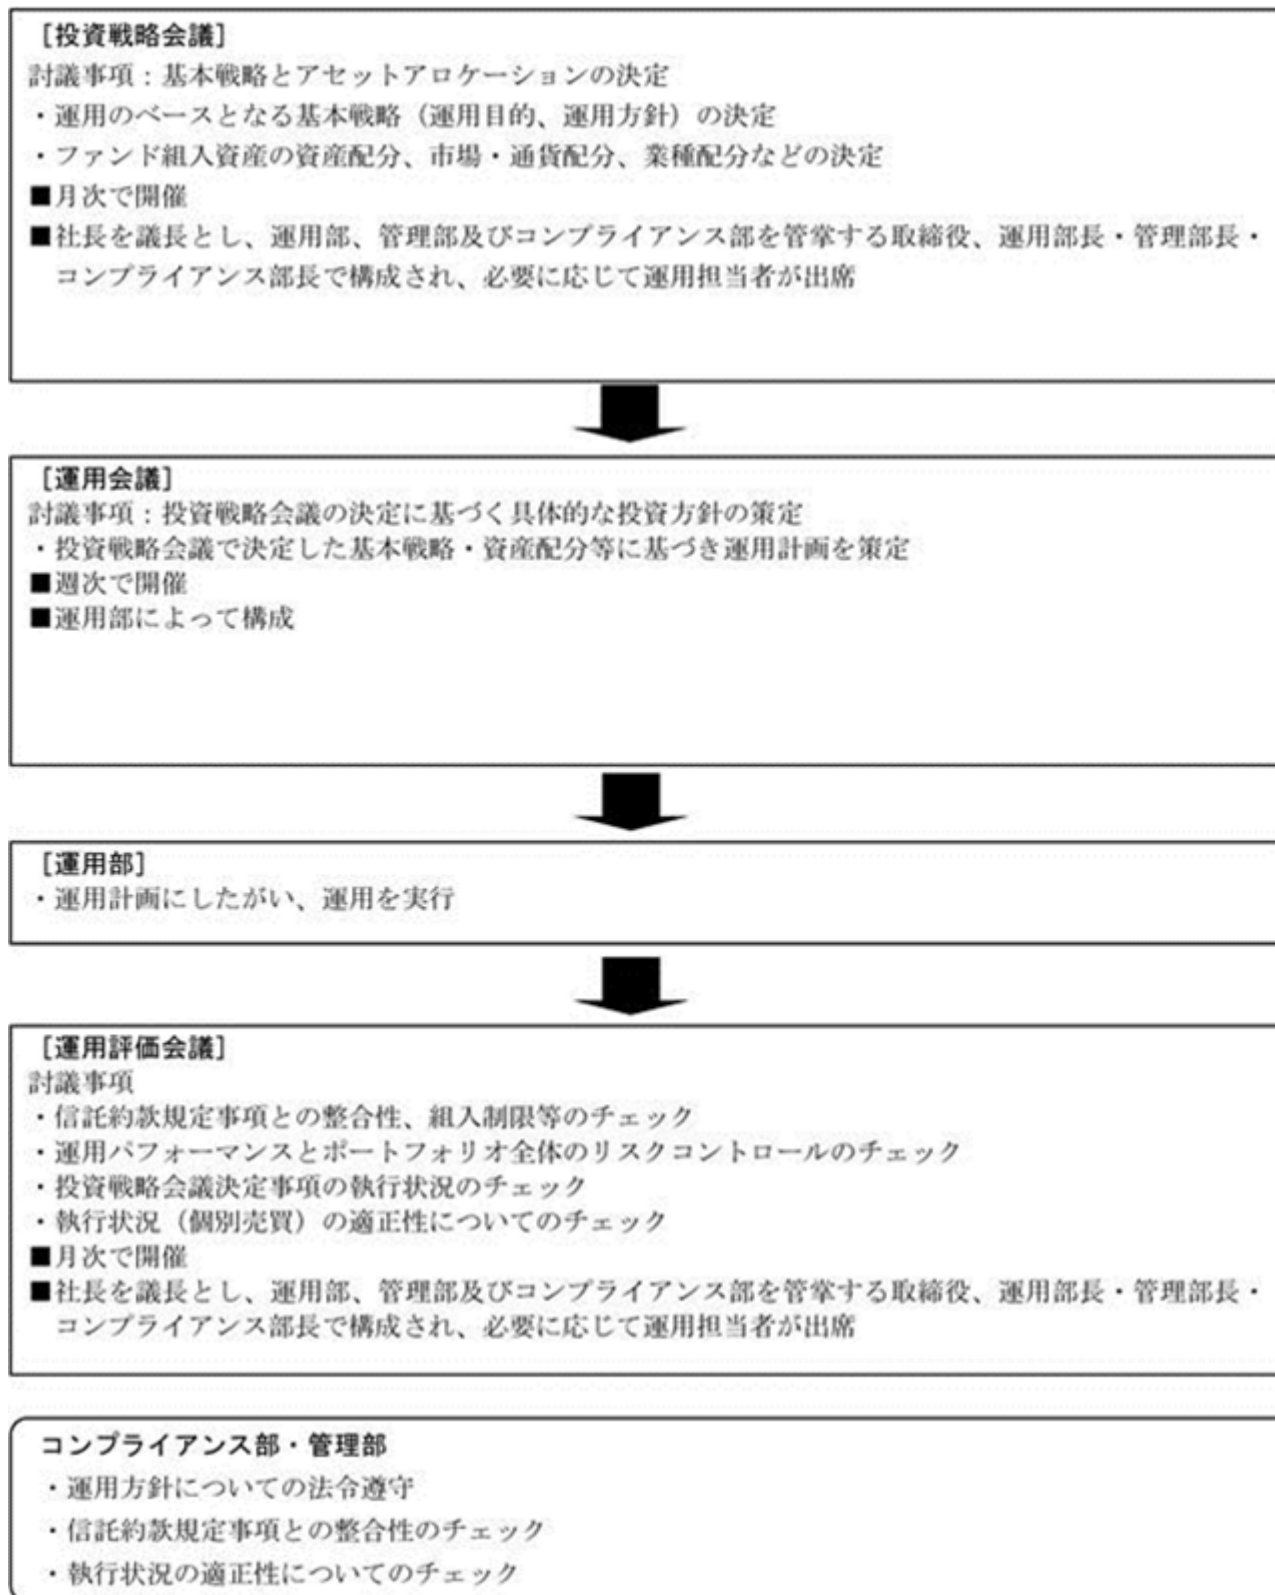 ［投資戦略会議］
討議事項：基本戦略とアセットアロケーションの決定
・運用のベースとなる基本戦略（運用目的、運用方針）の決定
・ファンド組入資産の資産配分、市場・通貨配分、業種配分などの決定
■月次で開催
■社長を議長とし、運用部、管理部及びコンプライアンス部を管掌する取締役、運用部長・管理部長・
コンプライアンス部長で構成され、必要に応じて運用担当者が出席
［運用会議］
討議事項：投資戦略会議の決定に基づく具体的な投資方針の策定
・投資戦略会議で決定した基本戦略・資産配分等に基づき運用計画を策定
■週次で開催
■運用部によって構成
［運用部］
・運用計画にしたがい、運用を実行
［運用評価会議］
討議事項
・信託約款規定事項との整合性、組入制限等のチェック
・運用パフォーマンスとポートフォリオ全体のリスクコントロールのチェック
・投資戦略会議決定事項の執行状況のチェック
・執行状況（個別売買）の適正性についてのチェック
■月次で開催
■社長を議長とし、運用部、管理部及びコンプライアンス部を管掌する取締役、運用部長・管理部長・
コンプライアンス部長で構成され、必要に応じて運用担当者が出席
コンプライアンス部・管理部
・運用方針についての法令遵守
・信託約款規定事項との整合性のチェック
・執行状況の適正性についてのチェック